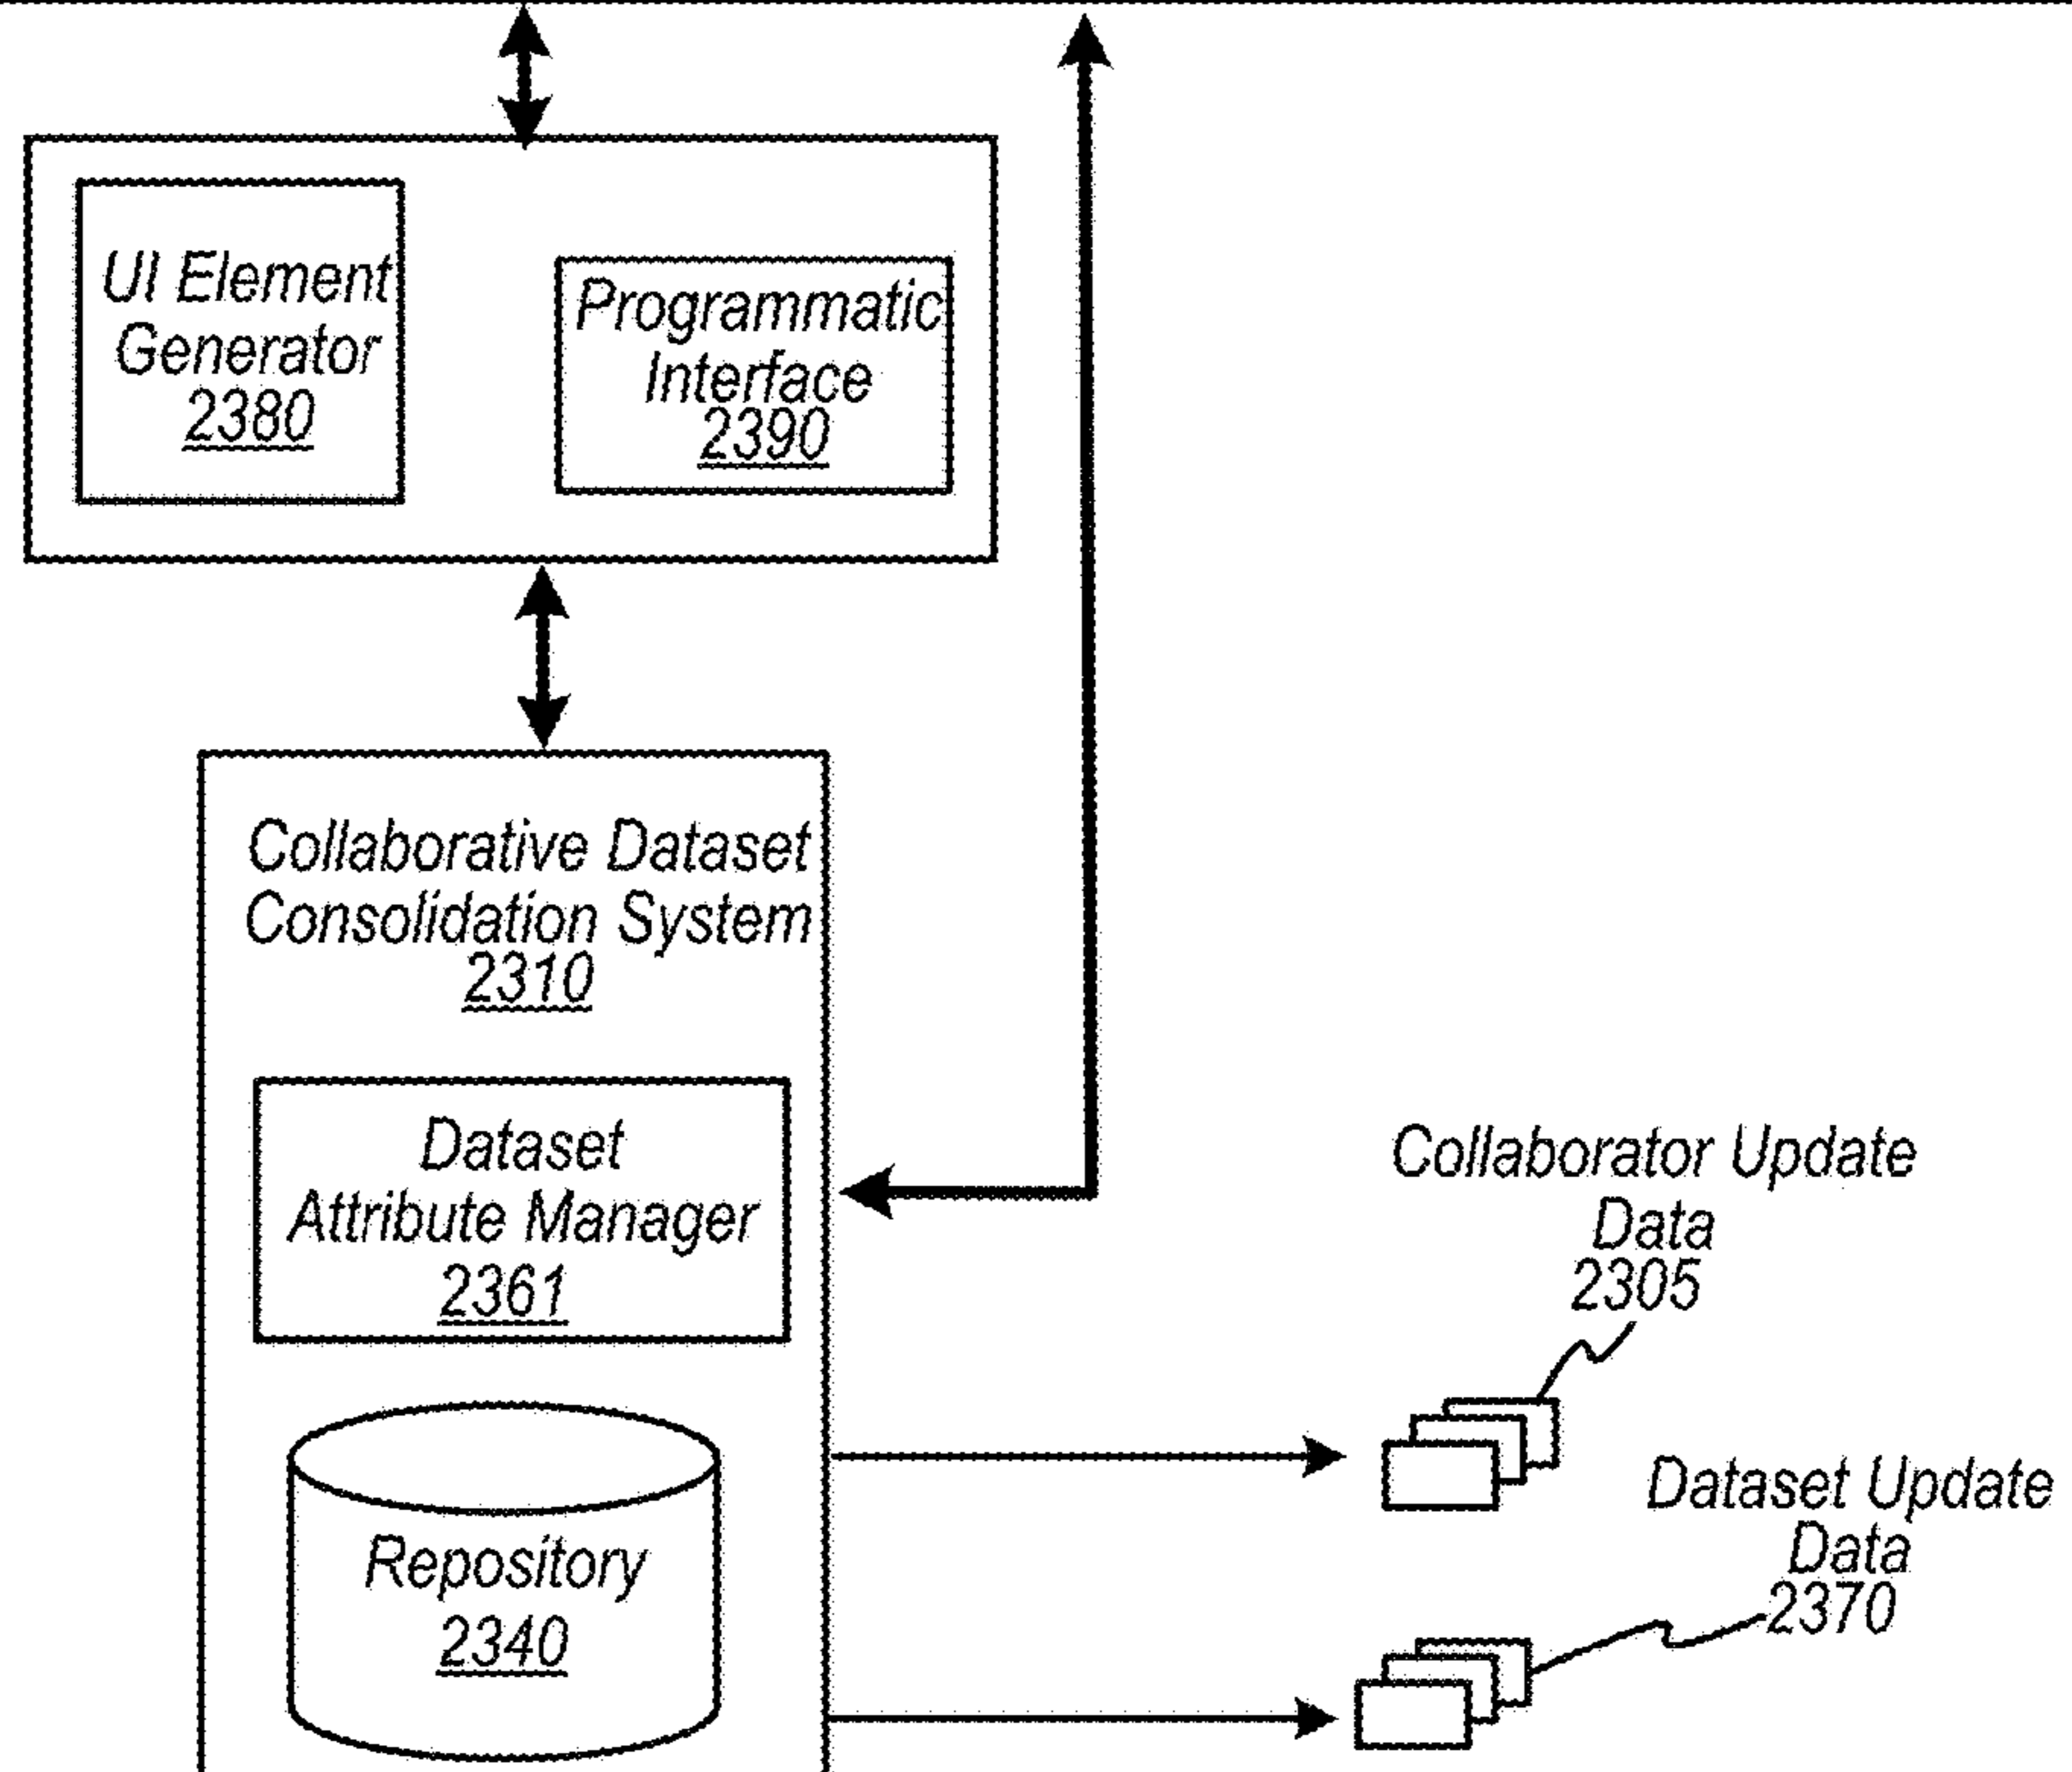 UI Element
Generator
2380
Programmatic
Interface
2390
Collaborative Dataset
Consolidation System
2310
Dataset
Attribute Manager
2361
Collaborator Update
Data
2305
Repository
2340
Dataset Update
Data
2370